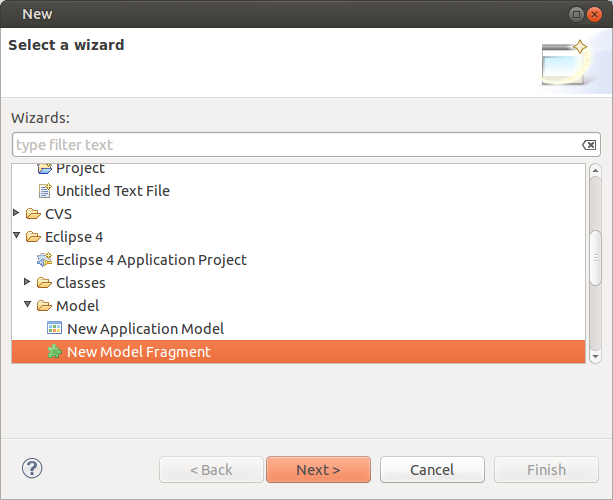 New
Select a wizard
Wizards:
type filter text
Project
Untitled Text File
CVS
Eclipse 4
Eclipse 4 Application Project
Classes
Model
New Application Model
New Model Fragment
?
< Back
Next >
Cancel
Finish